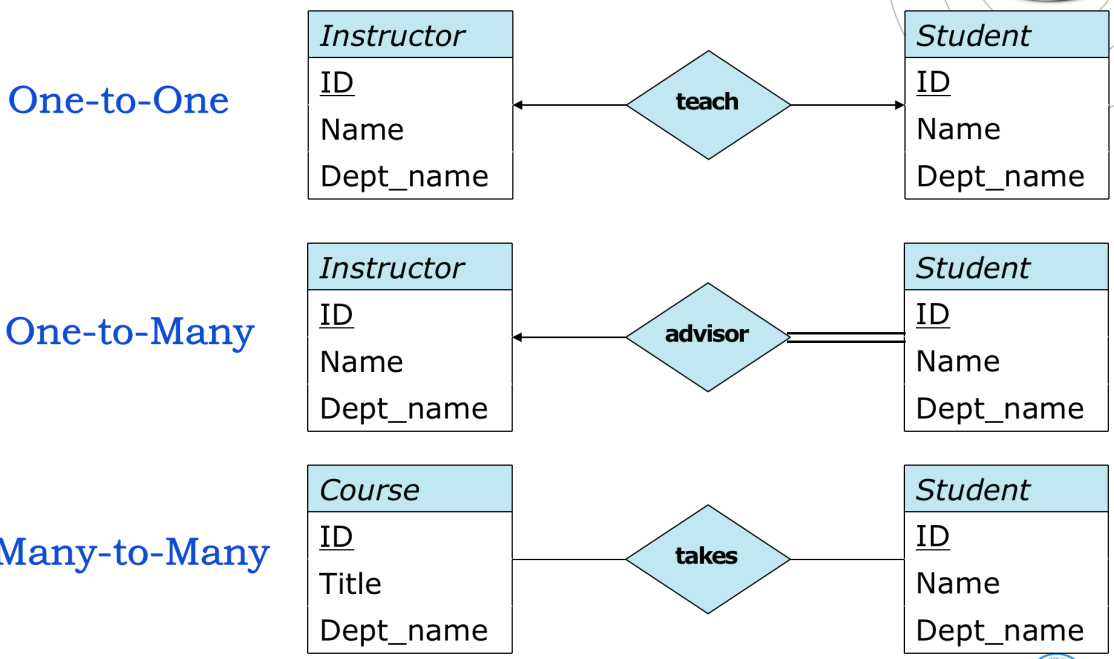 One-to-One
Instructor
ID
Name
Dept_name
teach
Student
ID
Name
Dept_name
One-to-Many
Instructor
ID
Name
Dept_name
advisor
Student
ID
Name
Dept_name
Many-to-Many
Course
ID
Title
Dept_name
takes
Student
ID
Name
Dept_name